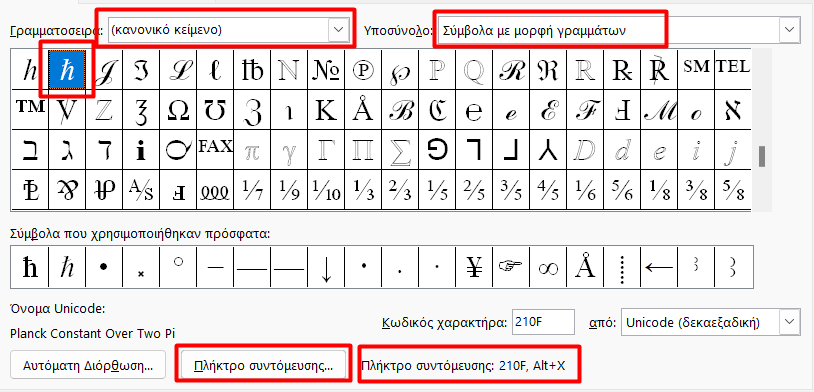 Γραμματοσειρά: (κανονικό κείμενο) Υποσύνολο: Σύμβολα με μορφή γραμμάτων
ℎ ℏ ℐ ℑ ℒ ℓ ℔ ℕ № ℗ ℘ ℙ ℚ ℛ ℜ ℝ ℞ ℟ ℠ ℡
™ ℣ ℤ ℥ Ω ℧ ℨ ℩ K Å ℬ ℭ ℮ ℯ ℰ ℱ Ⅎ ℳ ℴ ℵ
ℶ ℷ ℸ ℹ ℺ ℻ ℼ ℽ ℾ ℿ ⅀ ⅁ ⅂ ⅃ ⅄ ⅅ ⅆ ⅇ ⅈ ⅉ
⅊ ⅋ ⅌ ⅍ ⅎ ⅏ ⅐ ⅑ ⅒ ⅓ ⅔ ⅕ ⅖ ⅗ ⅘ ⅙ ⅚ ⅛ ⅜ ⅝
Σύμβολα που χρησιμοποιήθηκαν πρόσφατα:
ħ ℏ • ○ – — — ↓ ¥ ☞ ∞ Å ←
Όνομα Unicode:
Planck Constant Over Two Pi
Κωδικός χαρακτήρα: 210F από: Unicode (δεκαεξαδική)
Αυτόματη Διόρθωση... Πλήκτρο συντόμευσης... Πλήκτρο συντόμευσης: 210F, Alt+X